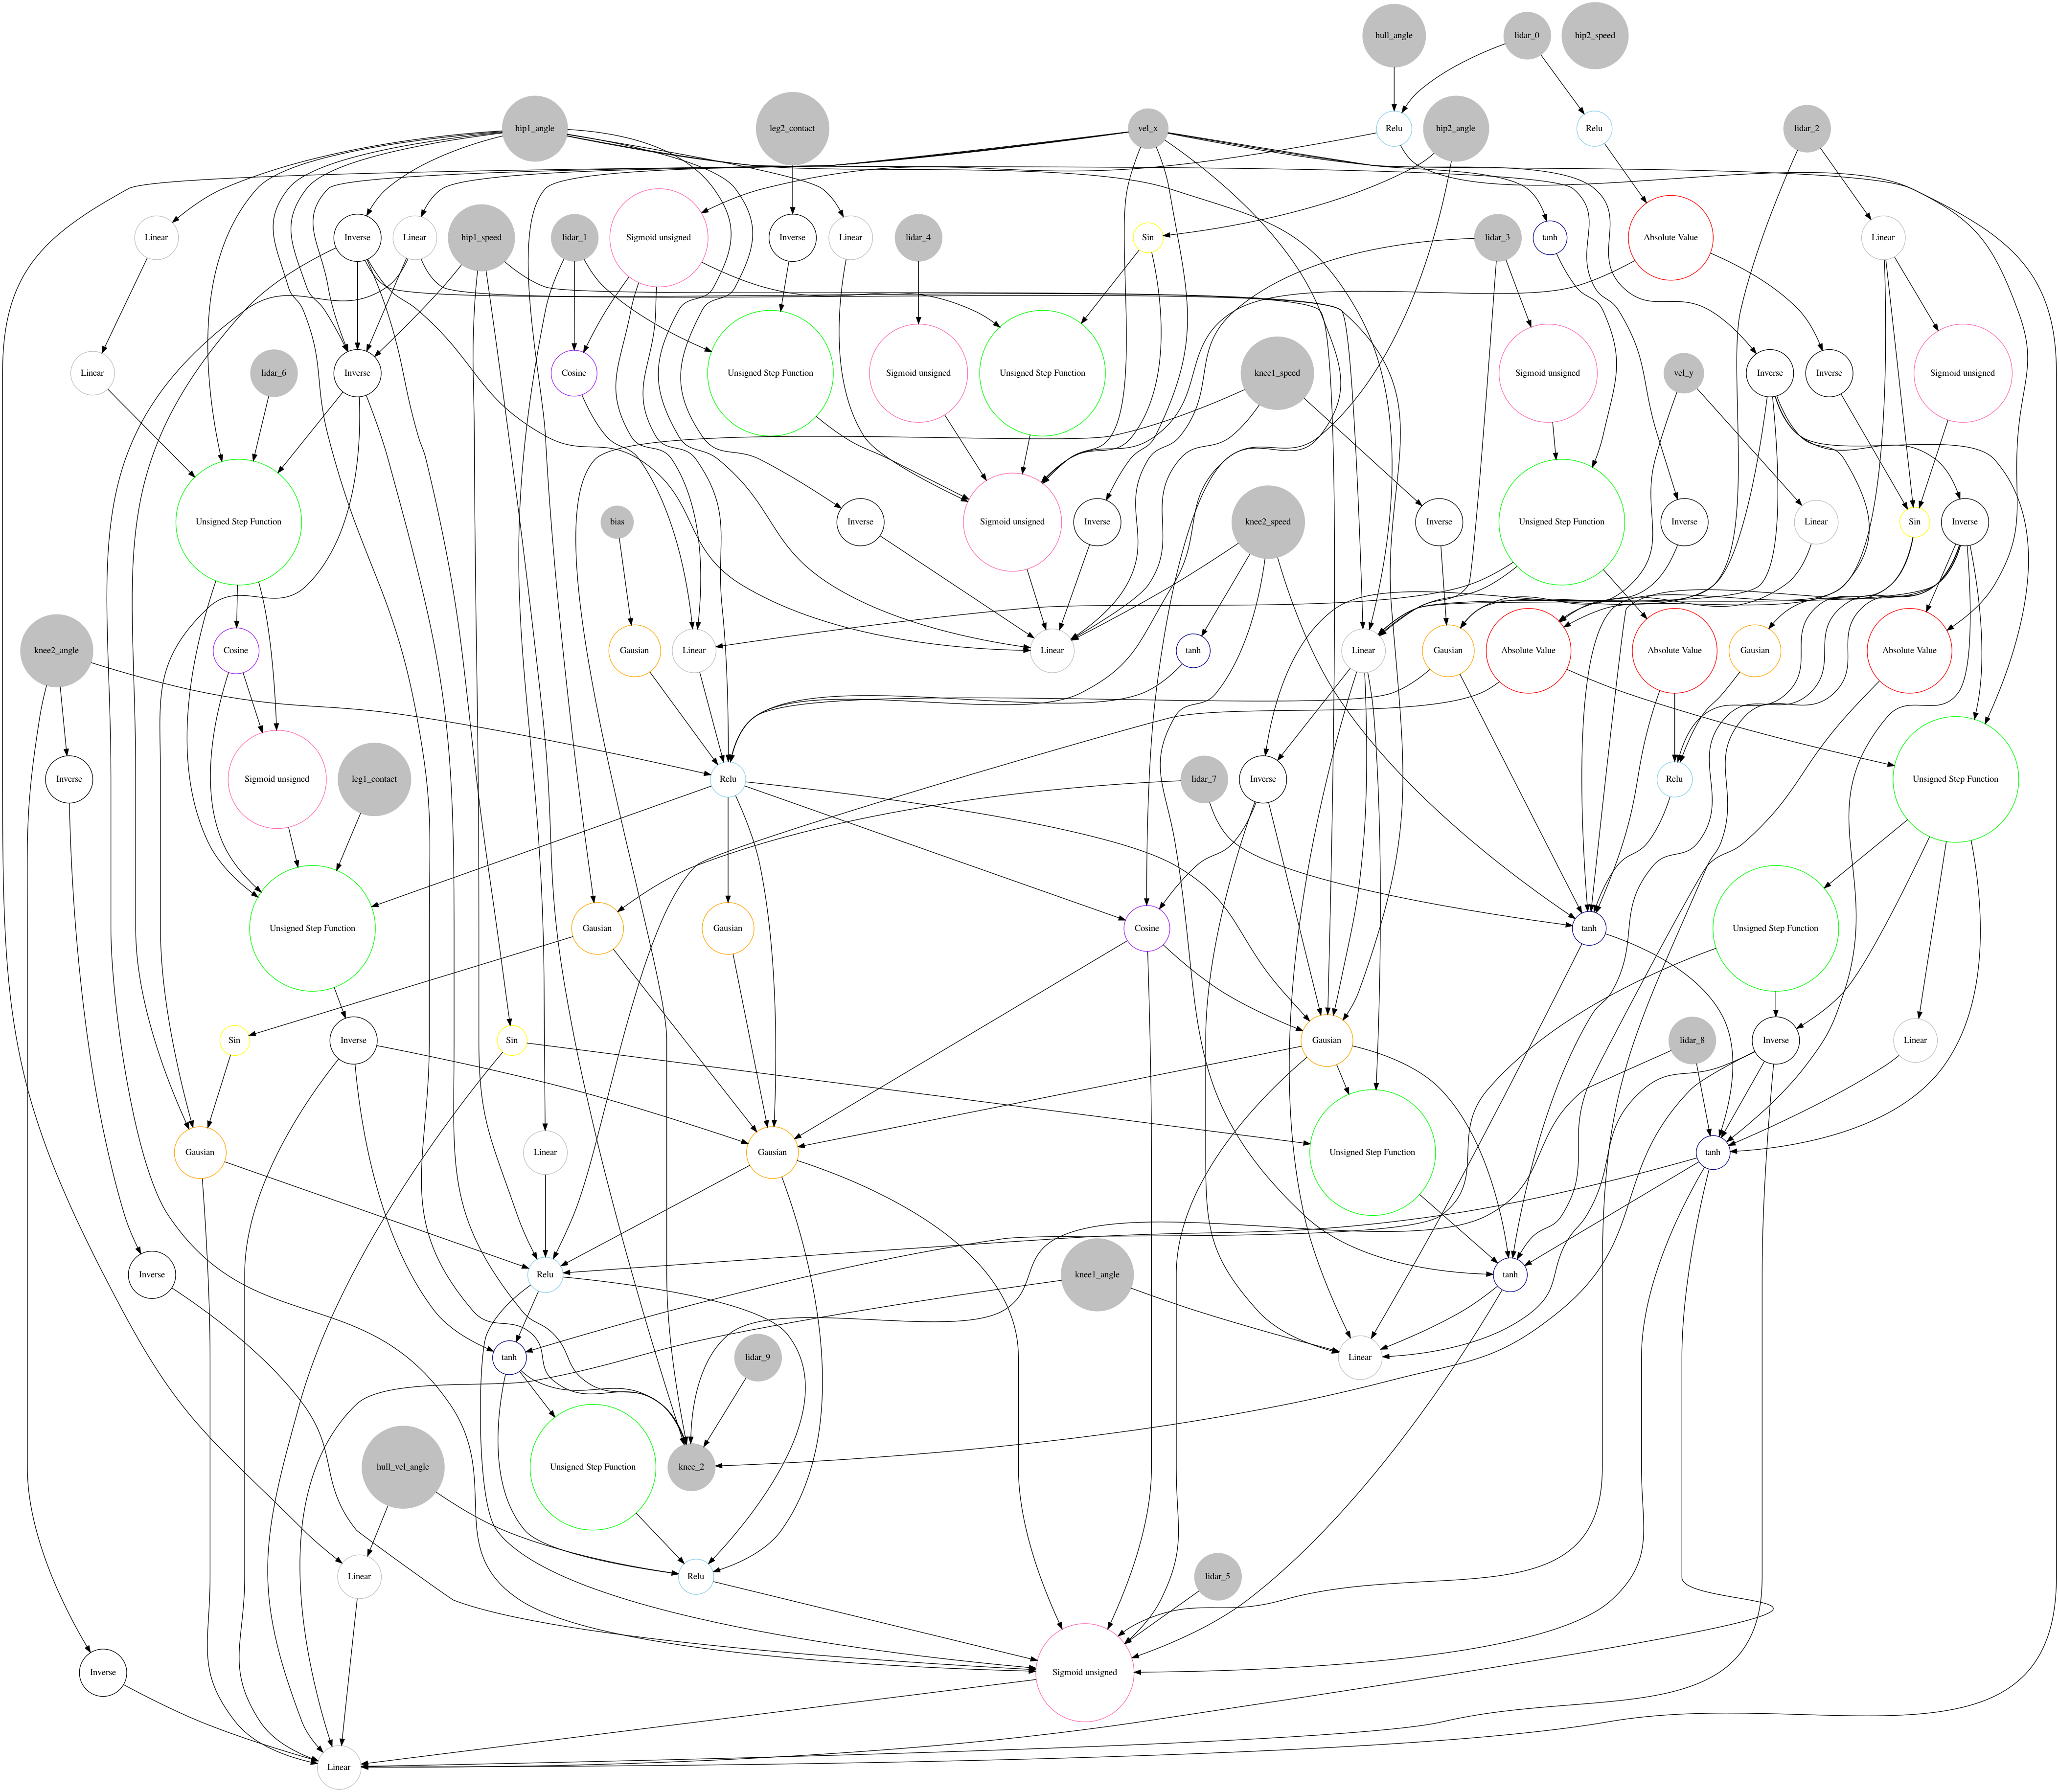 hull_angle
lidar_0
hip2_speed
hip1_angle
leg2_contact
vel_x
Relu
hip2_angle
Relu
lidar_2
Linear
Inverse
Linear
hip1_speed
lidar_1
Sigmoid unsigned
Inverse
Linear
lidar_4
Sin
lidar_3
tanh
Absolute Value
Linear
Linear
lidar_6
Inverse
Cosine
Unsigned Step Function
Sigmoid unsigned
Unsigned Step Function
knee1_speed
Sigmoid unsigned
vel_y
Inverse
Inverse
Sigmoid unsigned
Unsigned Step Function
bias
Inverse
Sigmoid unsigned
Inverse
knee2_speed
Inverse
Unsigned Step Function
Inverse
Linear
Sin
Inverse
knee2_angle
Cosine
Gausian
Linear
Linear
tanh
Linear
Gausian
Absolute Value
Absolute Value
Gausian
Absolute Value
Inverse
Sigmoid unsigned
leg1_contact
Relu
lidar_7
Inverse
Relu
Unsigned Step Function
Unsigned Step Function
Gausian
Gausian
Cosine
tanh
Unsigned Step Function
Sin
Inverse
Sin
Gausian
lidar_8
Inverse
Linear
Gausian
Linear
Gausian
Unsigned Step Function
tanh
Inverse
Relu
knee1_angle
tanh
tanh
lidar_9
Linear
hull_vel_angle
Unsigned Step Function
knee_2
Linear
Relu
lidar_5
Inverse
Sigmoid unsigned
Linear